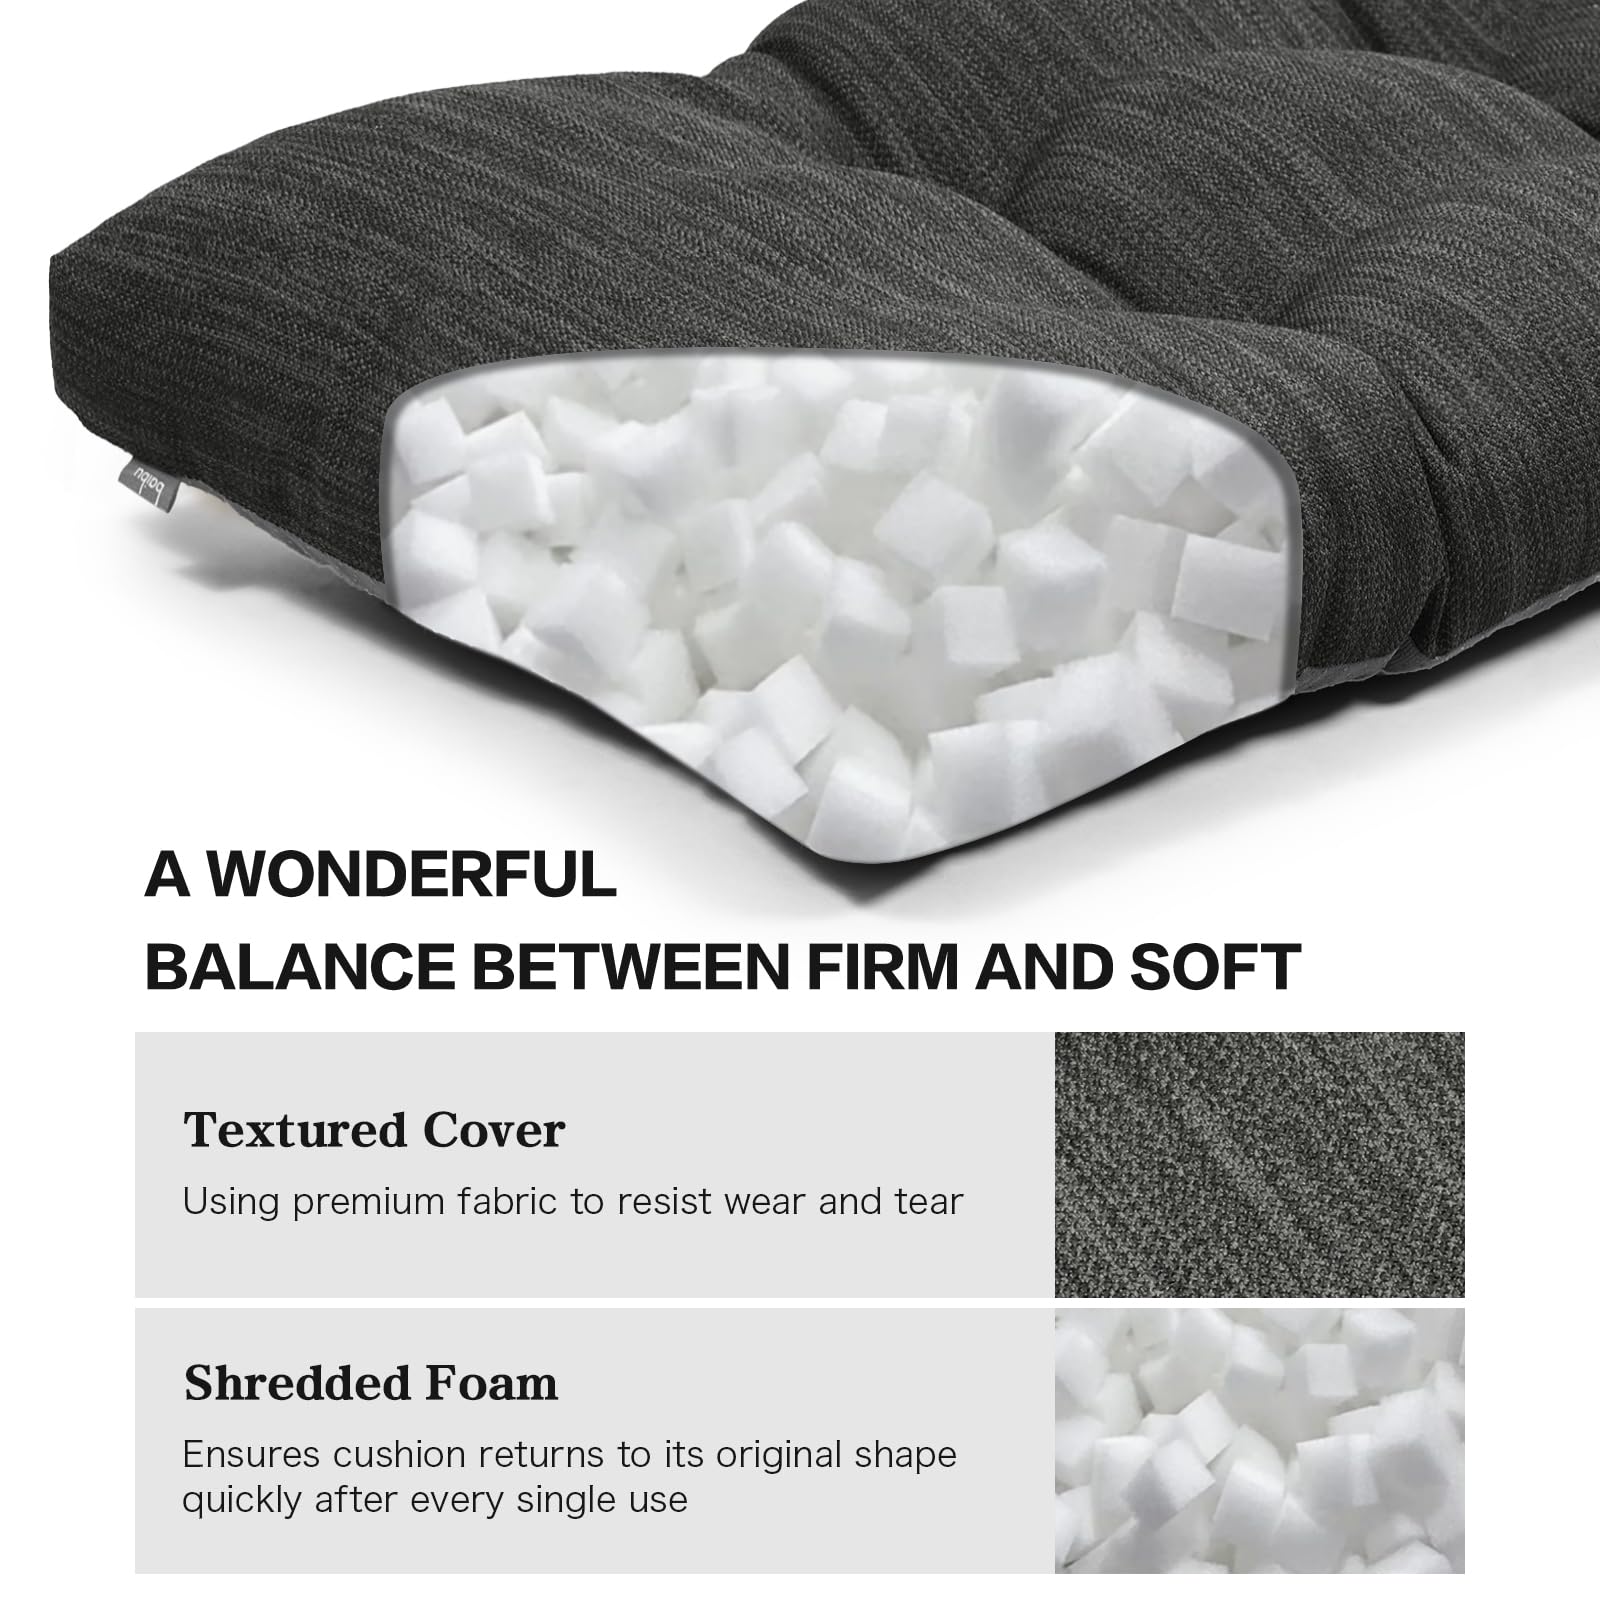 baibu
A WONDERFUL
BALANCE BETWEEN FIRM AND SOFT
Textured Cover
Using premium fabric to resist wear and tear
Shredded Foam
Ensures cushion returns to its original shape
quickly after every single use